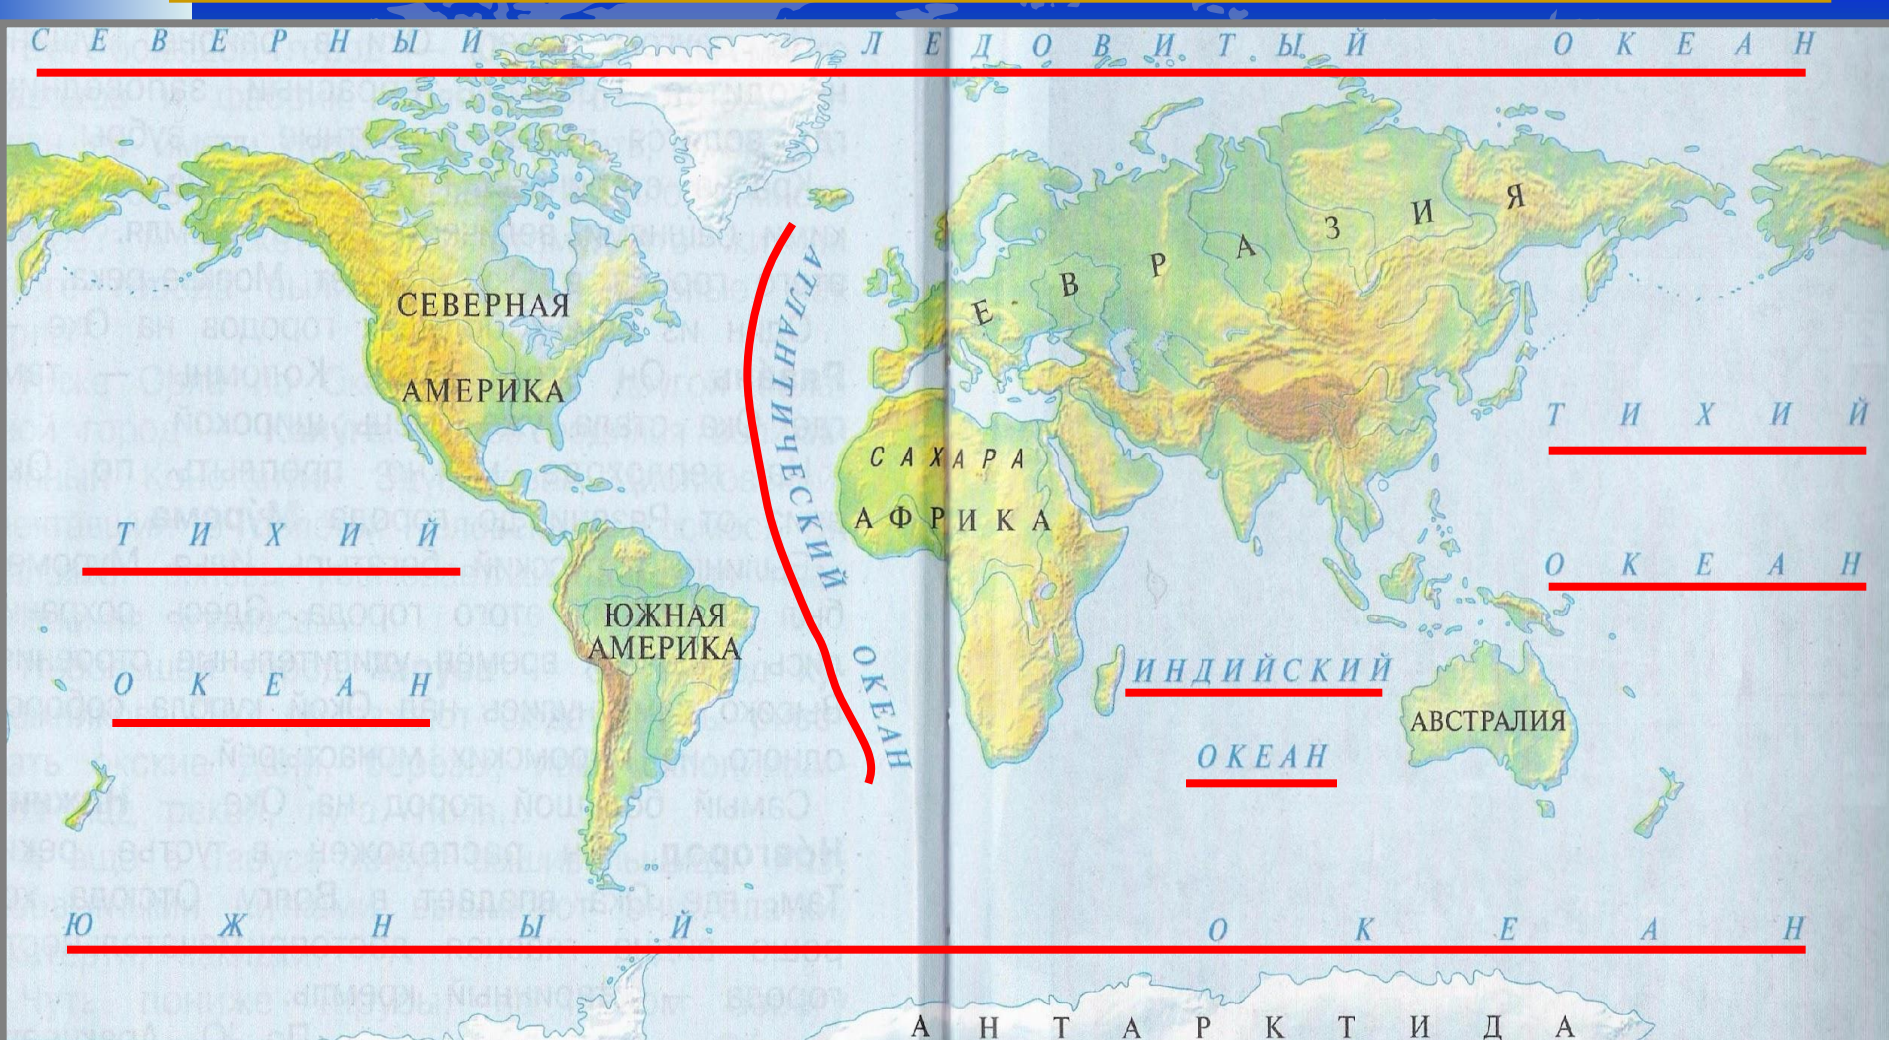 СЕВЕРНЫЙ ЛЕДОВИТЫЙ ОКЕАН
СЕВЕРНАЯ
АМЕРИКА
АТЛАНТИЧЕСКИЙ ОКЕАН
ЕВРАЗИЯ
ТИХИЙ
ОКЕАН
САХАРА
АФРИКА
ТИХИЙ
ОКЕАН
ЮЖНАЯ
АМЕРИКА
ИНДИЙСКИЙ
ОКЕАН
АВСТРАЛИЯ
ЮЖНЫЙ ОКЕАН
АНТАРКТИДА